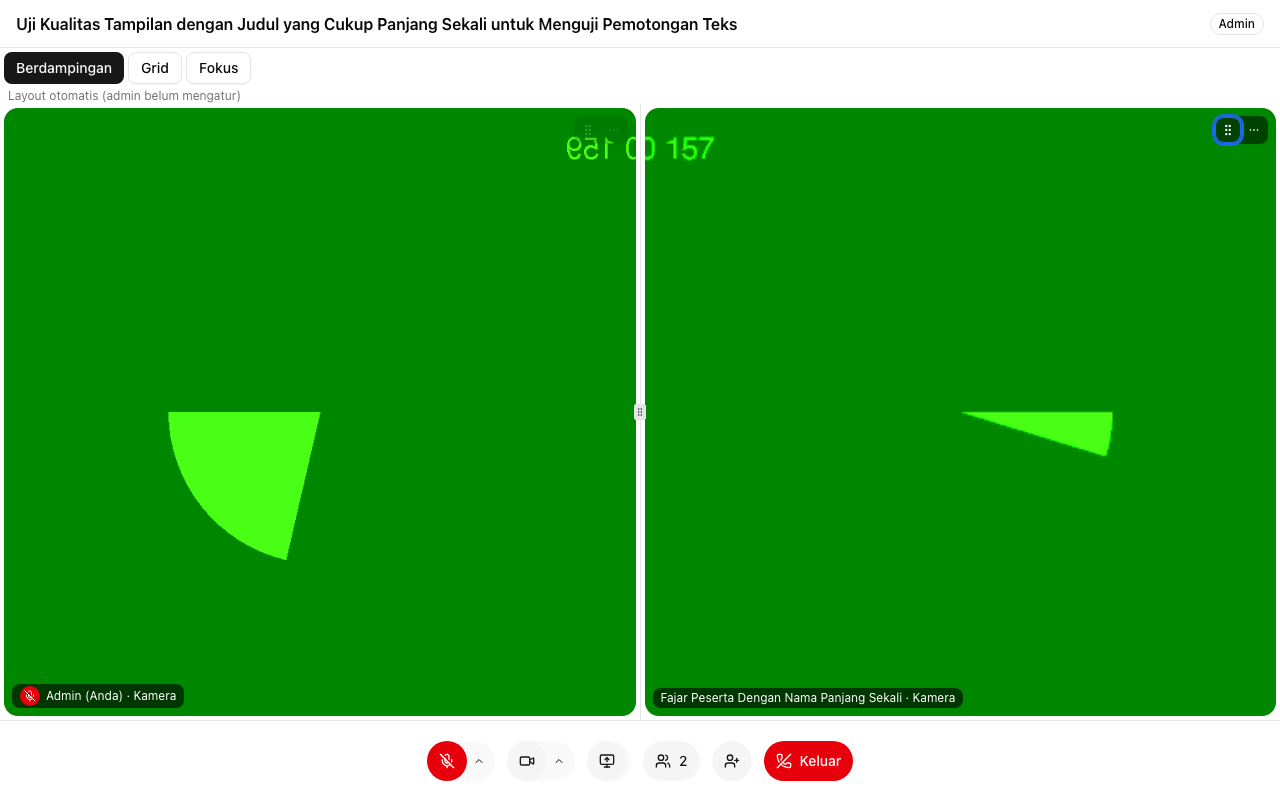 Uji Kualitas Tampilan dengan Judul yang Cukup Panjang Sekali untuk Menguji Pemotongan Teks
Admin
Berdampingan
Grid
Fokus
Layout otomatis (admin belum mengatur)
157
Admin (Anda) · Kamera
Fajar Peserta Dengan Nama Panjang Sekali · Kamera
2
Keluar